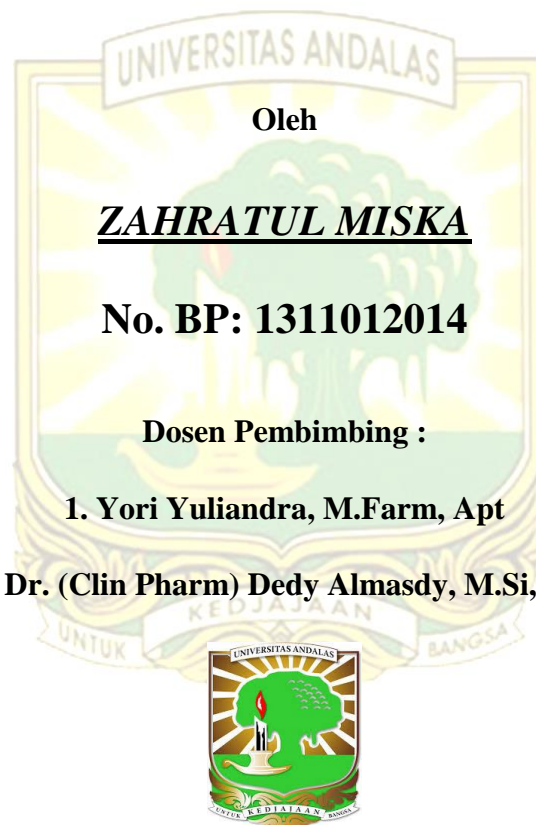 UNIVERSITAS ANDALAS
Oleh
ZAHRATUL MISKA
No. BP: 1311012014
Dosen Pembimbing :
1. Yori Yuliandra, M.Farm, Apt
Dr. (Clin Pharm) Dedy Almasdy, M.Si,
UNTUK KEDJAJAAN BANGSA
UNIVERSITAS ANDALAS
UNTUK KEDJAJAAN BANGSA